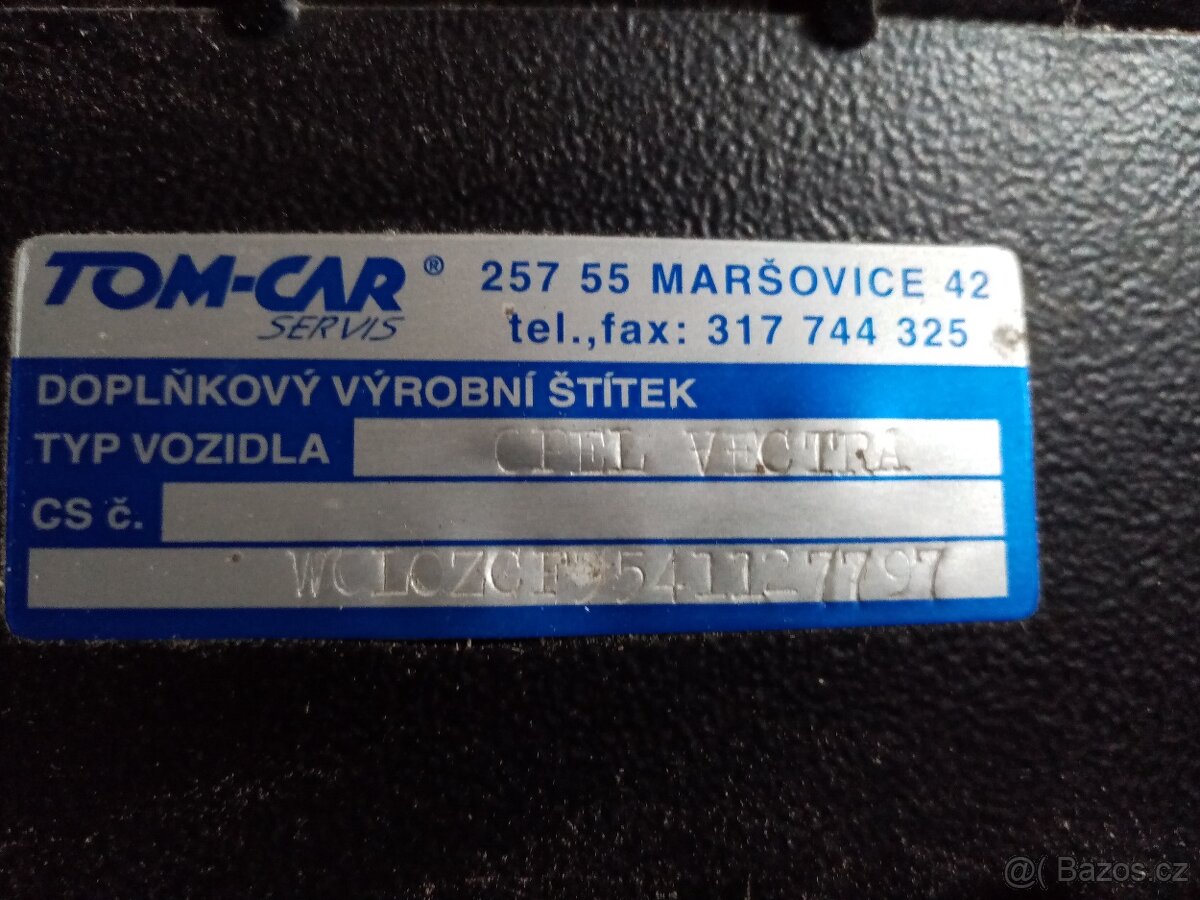 TOM-CAR ® SERVIS
257 55 MARŠOVICE 42
tel.,fax: 317 744 325
DOPLŇKOVÝ VÝROBNÍ ŠTÍTEK
TYP VOZIDLA OPEL VECTRA
CS č.
@( Bazos.cz